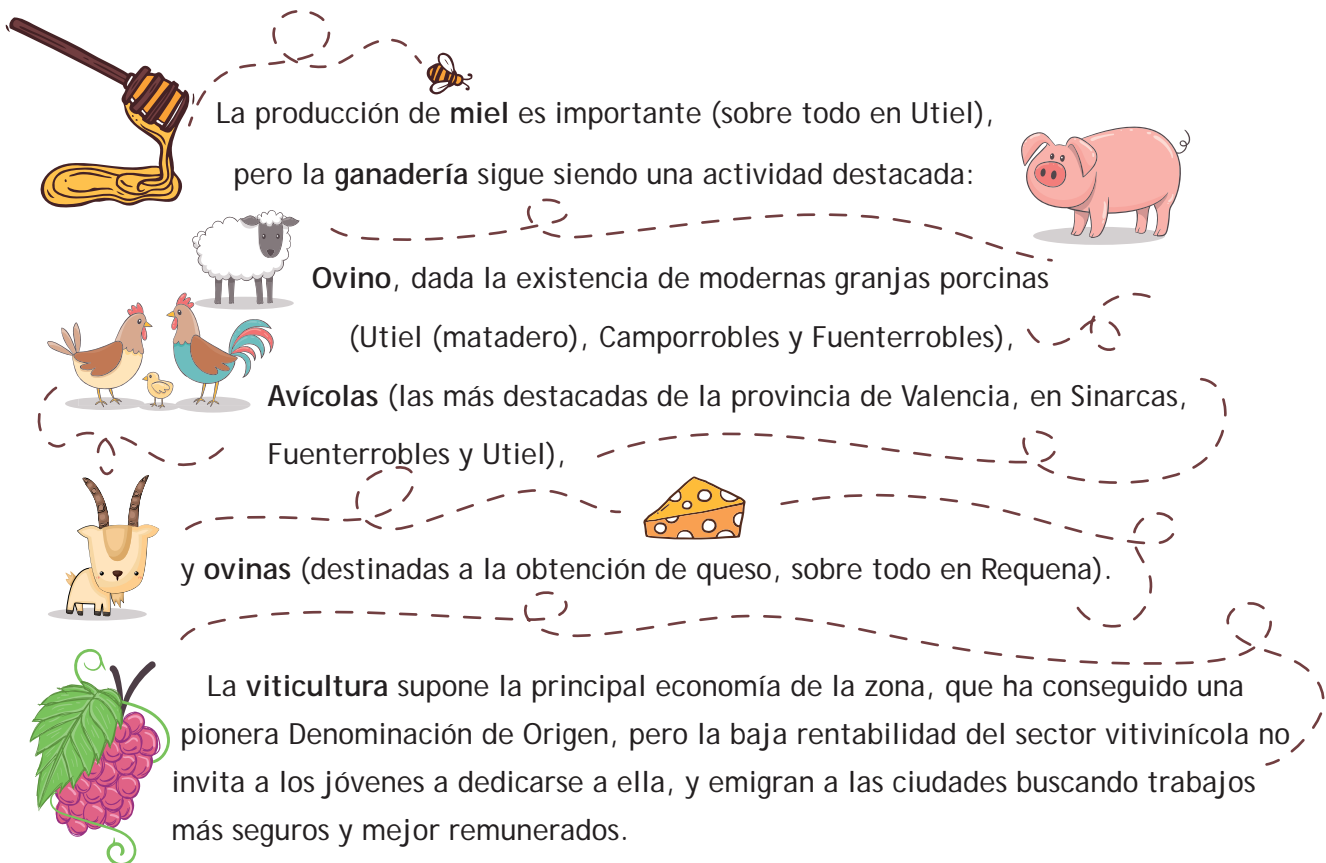 La producción de miel es importante (sobre todo en Utiel),
pero la ganadería sigue siendo una actividad destacada:
Ovino, dada la existencia de modernas granjas porcinas
(Utiel (matadero), Camporrobles y Fuenterrobles),
Avícolas (las más destacadas de la provincia de Valencia, en Sinarcas,
Fuenterrobles y Utiel),
y ovinas (destinadas a la obtención de queso, sobre todo en Requena).
La viticultura supone la principal economía de la zona, que ha conseguido una
pionera Denominación de Origen, pero la baja rentabilidad del sector vitivinícola no
invita a los jóvenes a dedicarse a ella, y emigran a las ciudades buscando trabajos
más seguros y mejor remunerados.